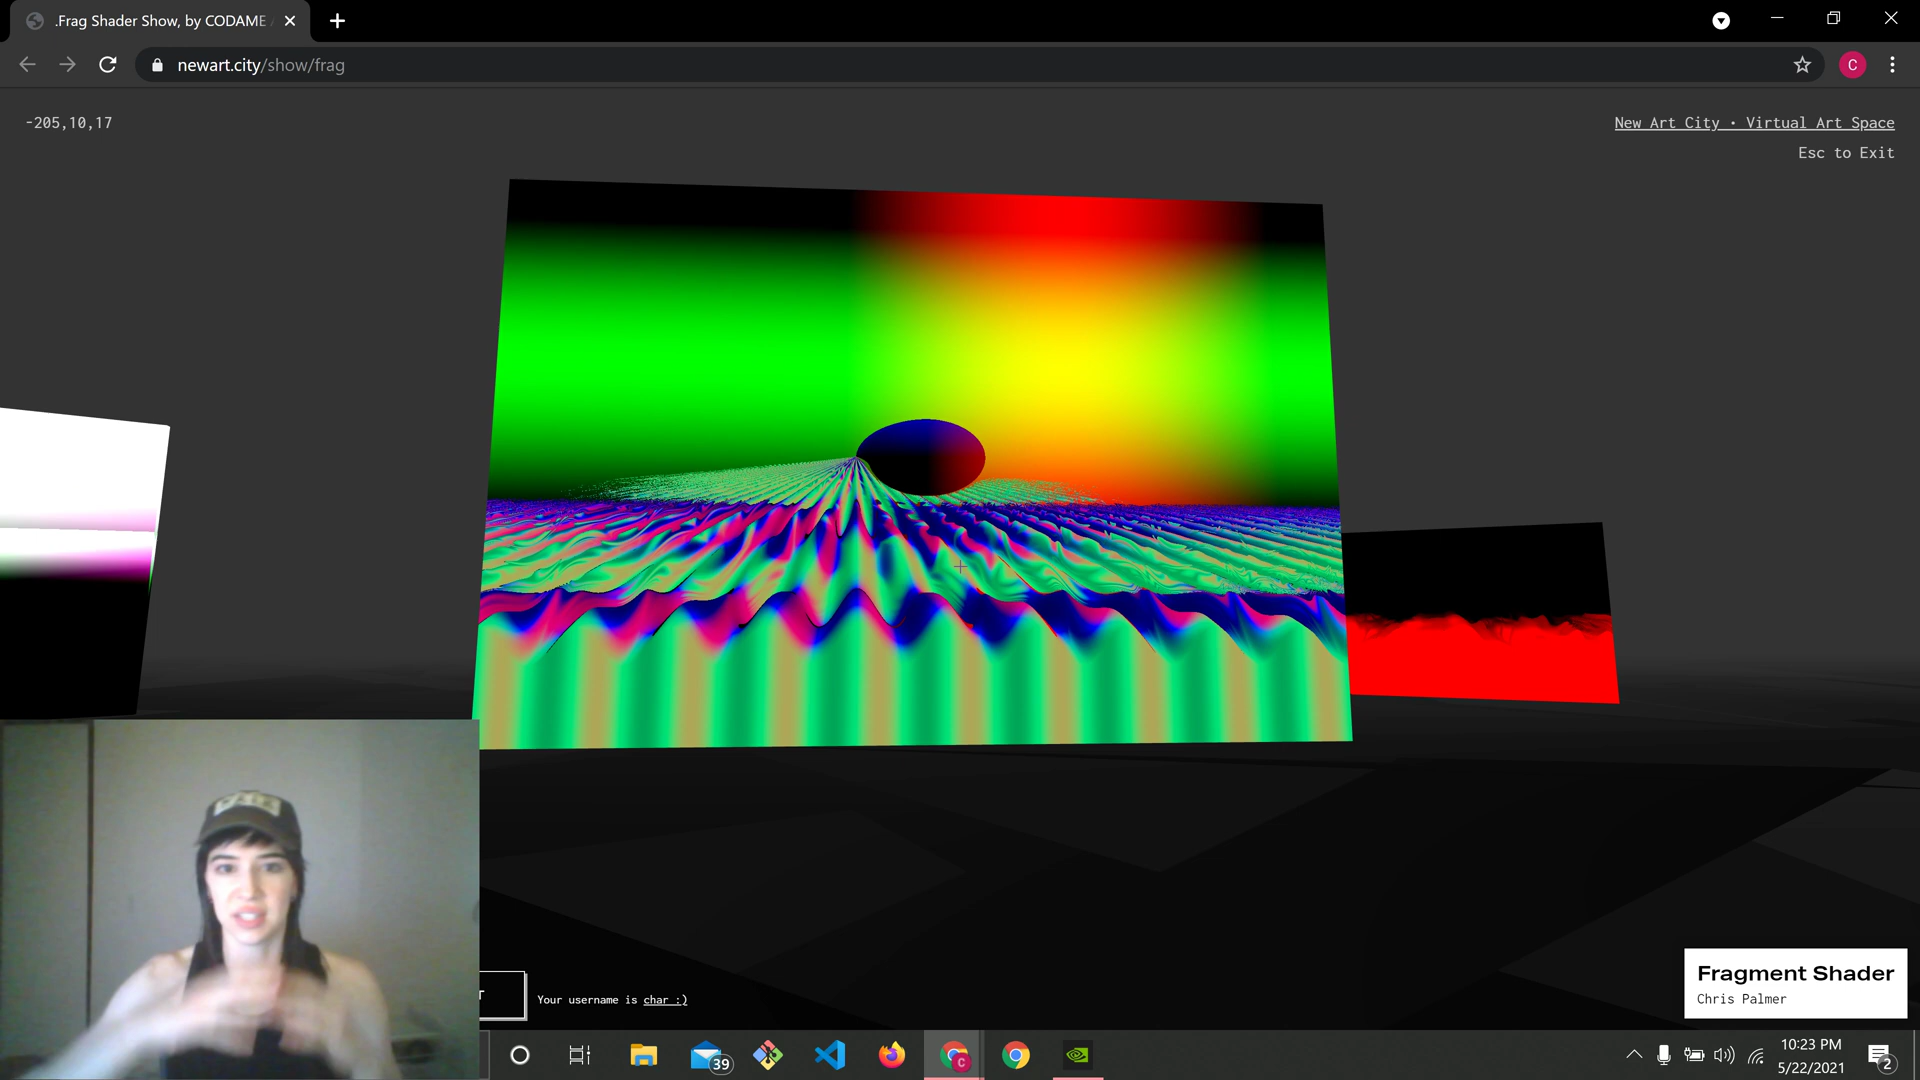 .Frag Shader Show, by CODAME
newart.city/show/frag
C
-205,10,17
New Art City • Virtual Art Space
Esc to Exit
Your username is char :)
Fragment Shader
Chris Palmer
39
C
10:23 PM
5/22/2021
2